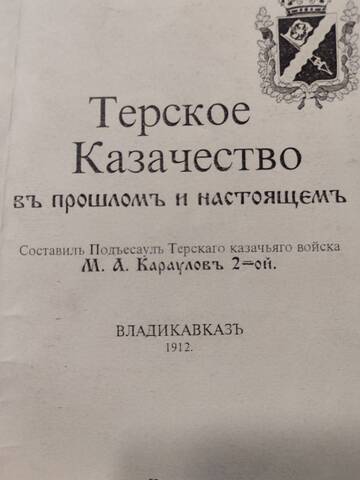 Терское
Казачество
въ прошломъ и настоящемъ
Составилъ Подъесаулъ Терскаго казачьяго войска
М. А. Карауловъ 2=ой.
ВЛАДИКАВКАЗЪ
1912.